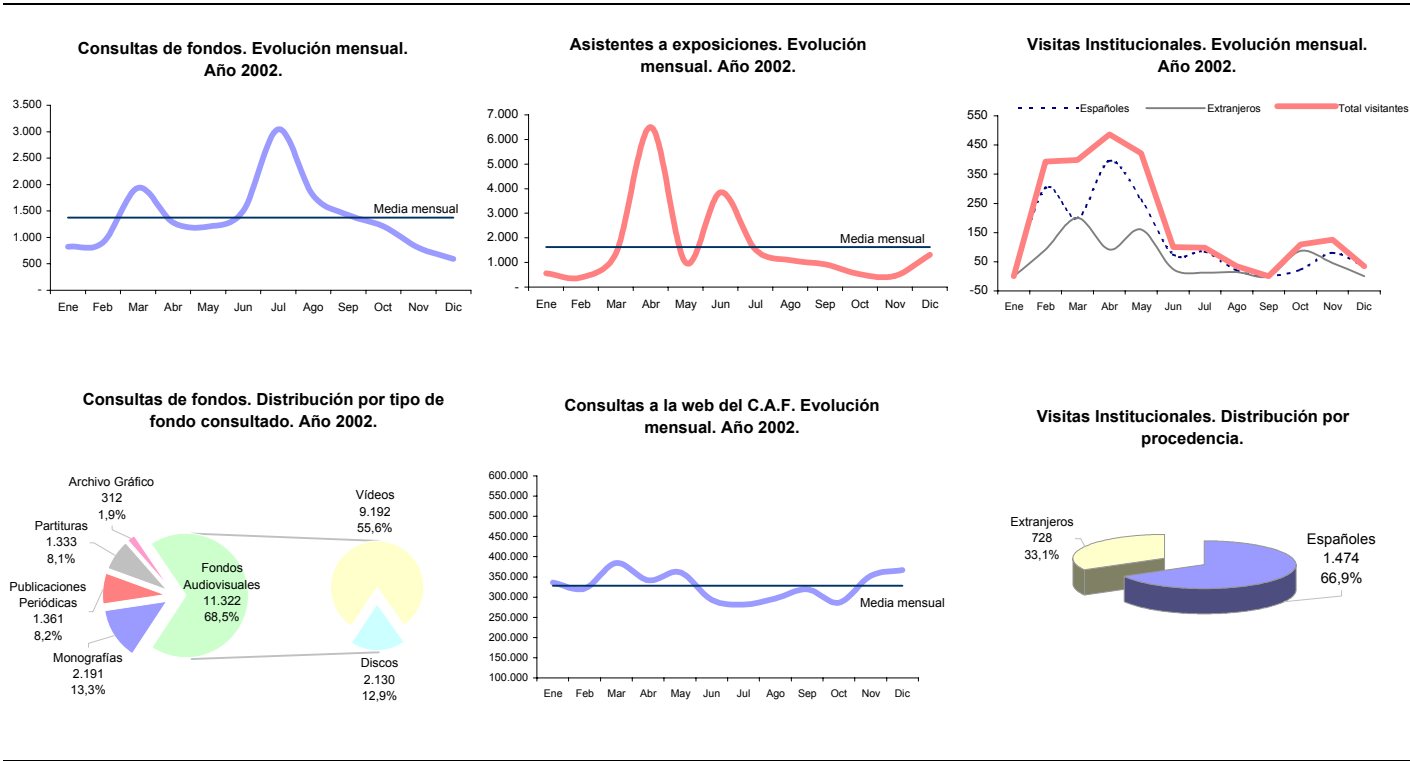 Consultas de fondos. Evolución mensual.
Año 2002.
3.500
3.000
2.500
2.000
1.500
1.000
500
-
Media mensual
Ene Feb Mar Abr May Jun Jul Ago Sep Oct Nov Dic
Asistentes a exposiciones. Evolución
mensual. Año 2002.
7.000
6.000
5.000
4.000
3.000
2.000
1.000
-
Media mensual
Ene Feb Mar Abr May Jun Jul Ago Sep Oct Nov Dic
Visitas Institucionales. Evolución mensual.
Año 2002.
Españoles Extranjeros Total visitantes
550
450
350
250
150
50
-50
Ene Feb Mar Abr May Jun Jul Ago Sep Oct Nov Dic
Consultas de fondos. Distribución por tipo de
fondo consultado. Año 2002.
Archivo Gráfico
312
1,9%
Partituras
1.333
8,1%
Publicaciones
Periódicas
1.361
8,2%
Monografías
2.191
13,3%
Fondos
Audiovisuales
11.322
68,5%
Vídeos
9.192
55,6%
Discos
2.130
12,9%
Consultas a la web del C.A.F. Evolución
mensual. Año 2002.
600.000
550.000
500.000
450.000
400.000
350.000
300.000
250.000
200.000
150.000
100.000
Media mensual
Ene Feb Mar Abr May Jun Jul Ago Sep Oct Nov Dic
Visitas Institucionales. Distribución por
procedencia.
Extranjeros
728
33,1%
Españoles
1.474
66,9%